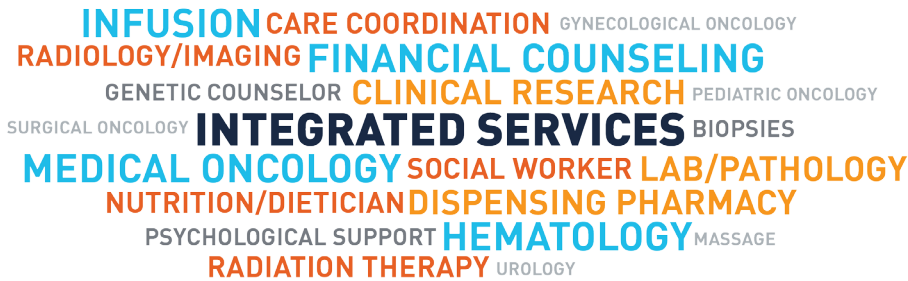 INFUSION CARE COORDINATION GYNECOLOGICAL ONCOLOGY
RADIOLOGY/IMAGING FINANCIAL COUNSELING
GENETIC COUNSELOR CLINICAL RESEARCH PEDIATRIC ONCOLOGY
SURGICAL ONCOLOGY INTEGRATED SERVICES BIOPSIES
MEDICAL ONCOLOGY SOCIAL WORKER LAB/PATHOLOGY
NUTRITION/DIETICIAN DISPENSING PHARMACY
PSYCHOLOGICAL SUPPORT HEMATOLOGY MASSAGE
RADIATION THERAPY UROLOGY